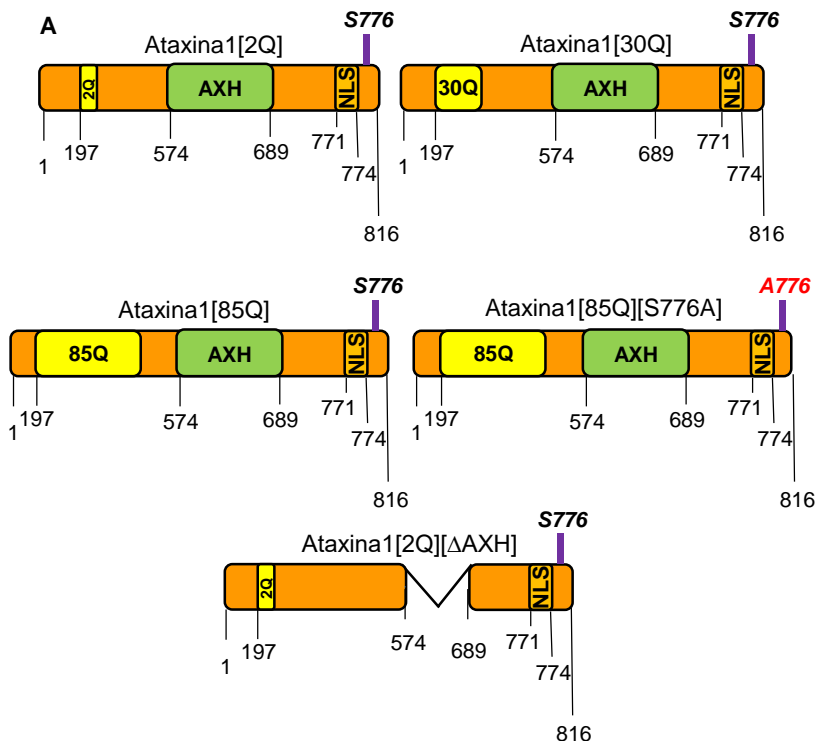 A
S776
Ataxina1[2Q]
2Q
AXH
NLS
1
197
574
689
771
774
816
S776
Ataxina1[30Q]
30Q
AXH
NLS
1
197
574
689
771
774
816
S776
Ataxina1[85Q]
85Q
AXH
NLS
1
197
574
689
771
774
816
A776
Ataxina1[85Q][S776A]
85Q
AXH
NLS
1
197
574
689
771
774
816
S776
Ataxina1[2Q][ΔAXH]
2Q
NLS
1
197
574
689
771
774
816